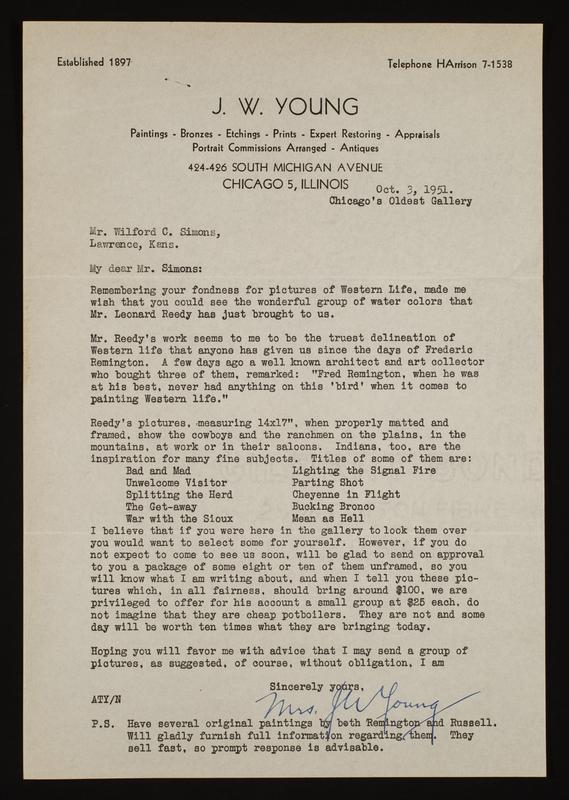 Established 1897
Telephone HArrison 7-1538
J. W. YOUNG
Paintings - Bronzes - Etchings - Prints - Expert Restoring - Appraisals
Portrait Commissions Arranged - Antiques
424-426 SOUTH MICHIGAN AVENUE
CHICAGO 5, ILLINOIS
Oct. 3, 1951.
Chicago's Oldest Gallery
Mr. Wilford C. Simons,
Lawrence, Kans.
My dear Mr. Simons:
Remembering your fondness for pictures of Western Life, made me
wish that you could see the wonderful group of water colors that
Mr. Leonard Reedy has just brought to us.
Mr. Reedy's work seems to me to be the truest delineation of
Western life that anyone has given us since the days of Frederic
Remington. A few days ago a well known architect and art collector
who bought three of them, remarked: "Fred Remington, when he was
at his best, never had anything on this 'bird' when it comes to
painting Western life."
Reedy's pictures, measuring 14x17", when properly matted and
framed, show the cowboys and the ranchmen on the plains, in the
mountains, at work or in their saloons. Indians, too, are the
inspiration for many fine subjects. Titles of some of them are:
Bad and Mad Lighting the Signal Fire
Unwelcome Visitor Parting Shot
Splitting the Herd Cheyenne in Flight
The Get-away Bucking Bronco
War with the Sioux Mean as Hell
I believe that if you were here in the gallery to look them over
you would want to select some for yourself. However, if you do
not expect to come to see us soon, will be glad to send on approval
to you a package of some eight or ten of them unframed, so you
will know what I am writing about, and when I tell you these pic-
tures which, in all fairness, should bring around $100, we are
privileged to offer for his account a small group at $25 each, do
not imagine that they are cheap potboilers. They are not and some
day will be worth ten times what they are bringing today.
Hoping you will favor me with advice that I may send a group of
pictures, as suggested, of course, without obligation, I am
Sincerely yours,
Mrs. J W Young
ATY/N
P.S. Have several original paintings by both Remington and Russell.
Will gladly furnish full information regarding them. They
sell fast, so prompt response is advisable.